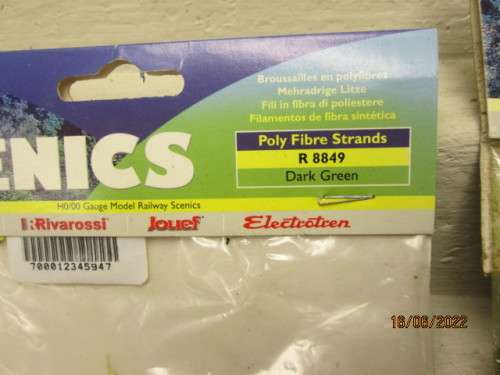 Broussailles en polyfibres
Mehradrige Litze
Fili in fibra di poliestere
Filamentos de fibra sintética
ENICS
Poly Fibre Strands
R 8849
Dark Green
H0/00 Gauge Model Railway Scenics
Rivarossi
Jouef
Electrotren
700012345947
16/06/2022